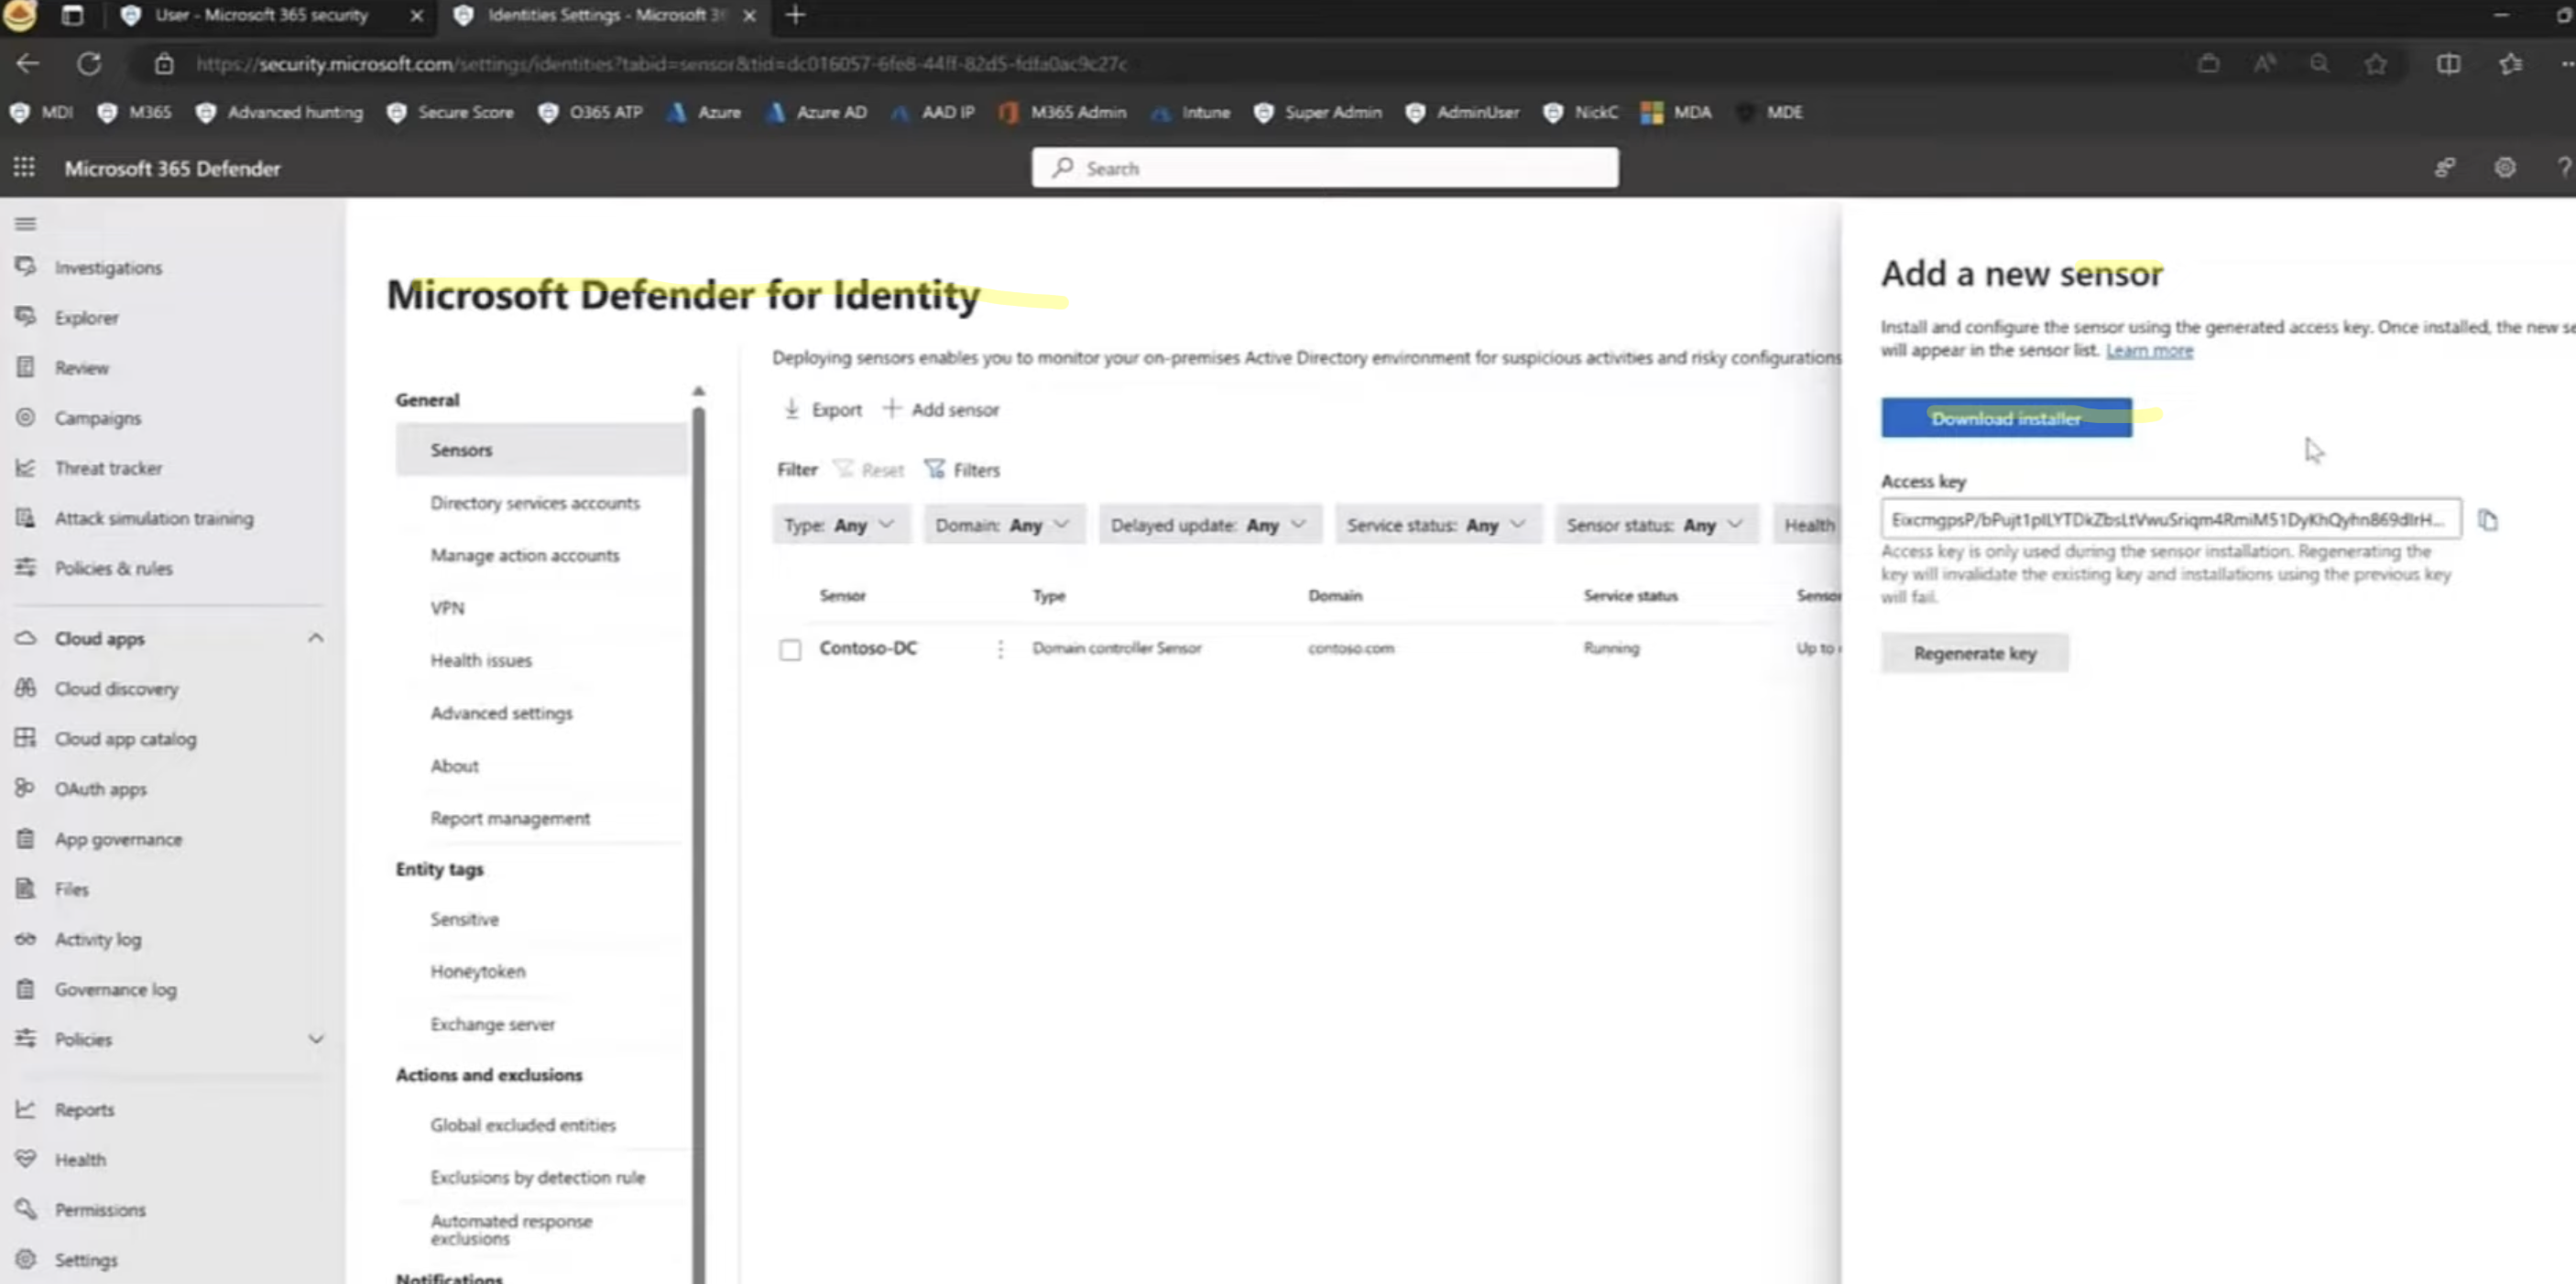 User - Microsoft 365 security
Identities Settings - Microsoft 36
https://security.microsoft.com/settings/identities?tabid=sensor&tid=dc016057-6fe8-44ff-82d5-fdfa0ac9c27c
MDI M365 Advanced hunting Secure Score O365 ATP Azure Azure AD AAD IP M365 Admin Intune Super Admin AdminUser NickC MDA MDE
Microsoft 365 Defender
Search
?
Investigations
Explorer
Review
Campaigns
Threat tracker
Attack simulation training
Policies & rules
Cloud apps
Cloud discovery
Cloud app catalog
OAuth apps
App governance
Files
Activity log
Governance log
Policies
Reports
Health
Permissions
Settings
Microsoft Defender for Identity
General
Sensors
Directory services accounts
Manage action accounts
VPN
Health issues
Advanced settings
About
Report management
Entity tags
Sensitive
Honeytoken
Exchange server
Actions and exclusions
Global excluded entities
Exclusions by detection rule
Automated response
exclusions
Notifications
Deploying sensors enables you to monitor your on-premises Active Directory environment for suspicious activities and risky configurations
Export Add sensor
Filter Reset Filters
Type: Any Domain: Any Delayed update: Any Service status: Any Sensor status: Any Health
Sensor Type Domain Service status Sensor
Contoso-DC Domain controller Sensor contoso.com Running Up to
Add a new sensor
Install and configure the sensor using the generated access key. Once installed, the new se
will appear in the sensor list. Learn more
Download installer
Access key
Access key is only used during the sensor installation. Regenerating the
key will invalidate the existing key and installations using the previous key
will fail.
Regenerate key